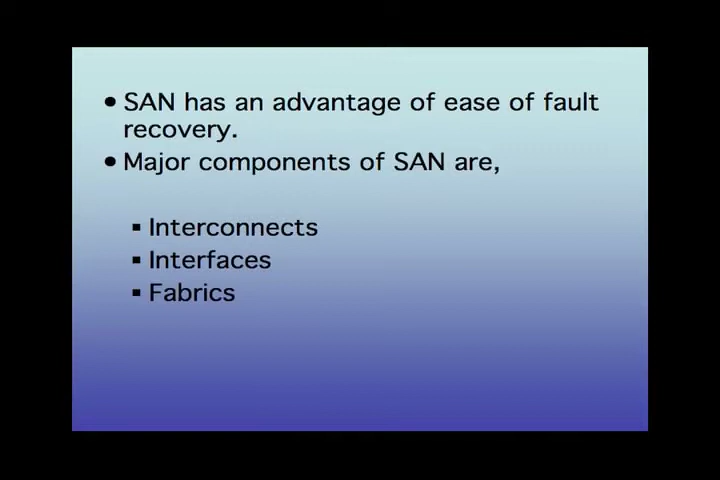 • SAN has an advantage of ease of fault
recovery.
• Major components of SAN are,
▪ Interconnects
▪ Interfaces
▪ Fabrics